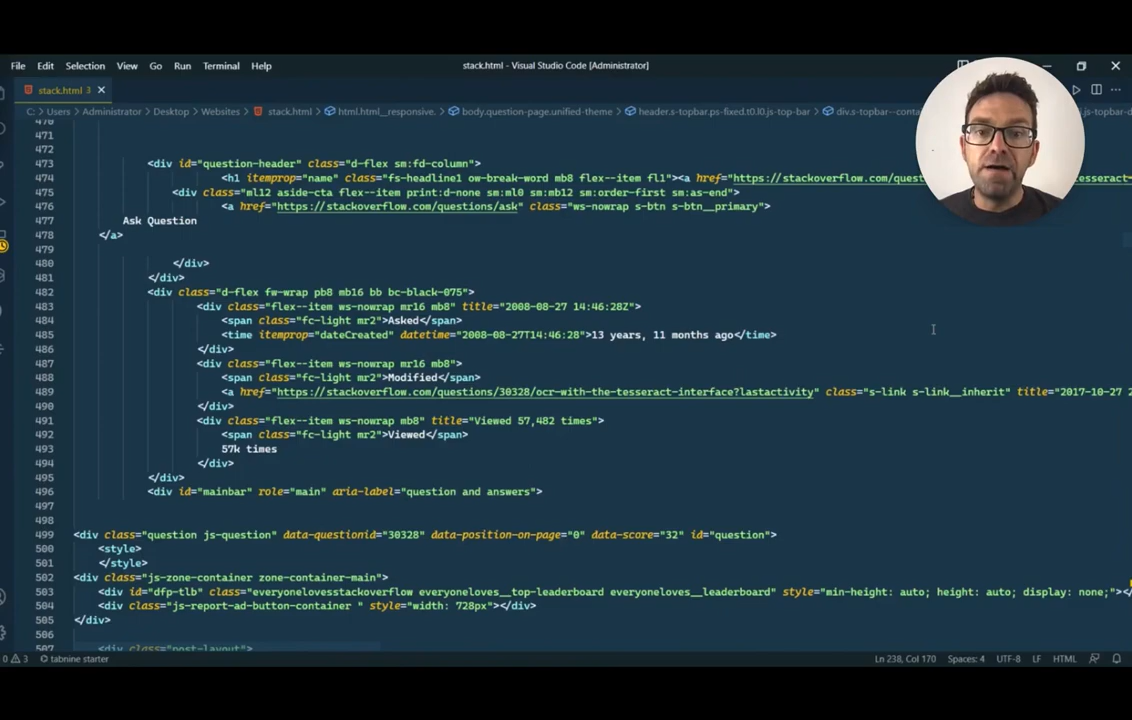 File Edit Selection View Go Run Terminal Help
stack.html - Visual Studio Code [Administrator]
stack.html 3
C: > Users > Administrator > Desktop > Websites > stack.html > html.html__responsive. > body.question-page.unified-theme > header.s-topbar.ps-fixed.t0.l0.js-top-bar > div.s-topbar--conta
470
471
472
473 <div id="question-header" class="d-flex sm:fd-column">
474 <h1 itemprop="name" class="fs-headline1 ow-break-word mb8 flex--item fl1"><a href="https://stackoverflow.com/quest tesseract-
475 <div class="ml12 aside-cta flex--item print:d-none sm:ml0 sm:mb12 sm:order-first sm:as-end">
476 <a href="https://stackoverflow.com/questions/ask" class="ws-nowrap s-btn s-btn__primary">
477 Ask Question
478 </a>
479
480 </div>
481 </div>
482 <div class="d-flex fw-wrap pb8 mb16 bb bc-black-075">
483 <div class="flex--item ws-nowrap mr16 mb8" title="2008-08-27 14:46:28Z">
484 <span class="fc-light mr2">Asked</span>
485 <time itemprop="dateCreated" datetime="2008-08-27T14:46:28">13 years, 11 months ago</time>
486 </div>
487 <div class="flex--item ws-nowrap mr16 mb8">
488 <span class="fc-light mr2">Modified</span>
489 <a href="https://stackoverflow.com/questions/30328/ocr-with-the-tesseract-interface?lastactivity" class="s-link s-link__inherit" title="2017-10-27 2
490 </div>
491 <div class="flex--item ws-nowrap mb8" title="Viewed 57,482 times">
492 <span class="fc-light mr2">Viewed</span>
493 57k times
494 </div>
495 </div>
496 <div id="mainbar" role="main" aria-label="question and answers">
497
498
499 <div class="question js-question" data-questionid="30328" data-position-on-page="0" data-score="32" id="question">
500 <style>
501 </style>
502 <div class="js-zone-container zone-container-main">
503 <div id="dfp-tlb" class="everyonelovesstackoverflow everyoneloves__top-leaderboard everyoneloves__leaderboard" style="min-height: auto; height: auto; display: none;"></
504 <div class="js-report-ad-button-container " style="width: 728px"></div>
505 </div>
506
507 <div class="post-layout">
0 3 tabnine starter Ln 238, Col 170 Spaces: 4 UTF-8 LF HTML